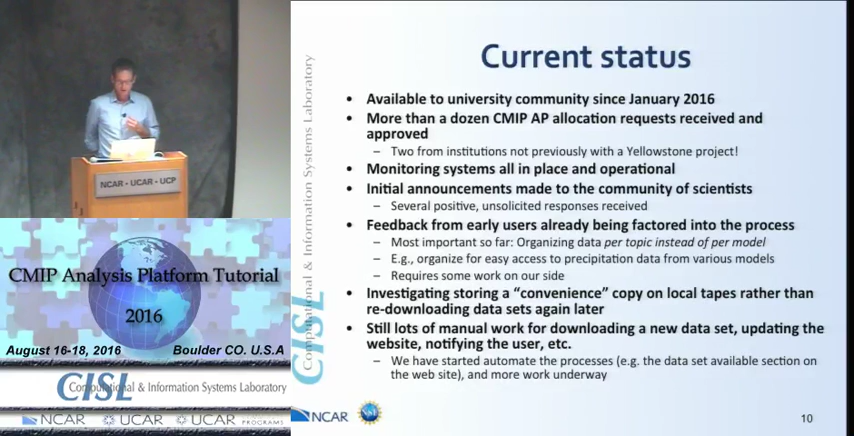 NCAR - UCAR - UCP
CMIP Analysis Platform Tutorial
2016
August 16-18, 2016 Boulder CO. U.S.A
CISL Computational & Information Systems Laboratory
NCAR UCAR UCAR PROGRAMS
CISL Computational & Information Systems Laboratory
Current status
• Available to university community since January 2016
• More than a dozen CMIP AP allocation requests received and
approved
– Two from institutions not previously with a Yellowstone project!
• Monitoring systems all in place and operational
• Initial announcements made to the community of scientists
– Several positive, unsolicited responses received
• Feedback from early users already being factored into the process
– Most important so far: Organizing data per topic instead of per model
– E.g., organize for easy access to precipitation data from various models
– Requires some work on our side
• Investigating storing a “convenience” copy on local tapes rather than
re-downloading data sets again later
• Still lots of manual work for downloading a new data set, updating the
website, notifying the user, etc.
– We have started automate the processes (e.g. the data set available section on
the web site), and more work underway
NCAR
10